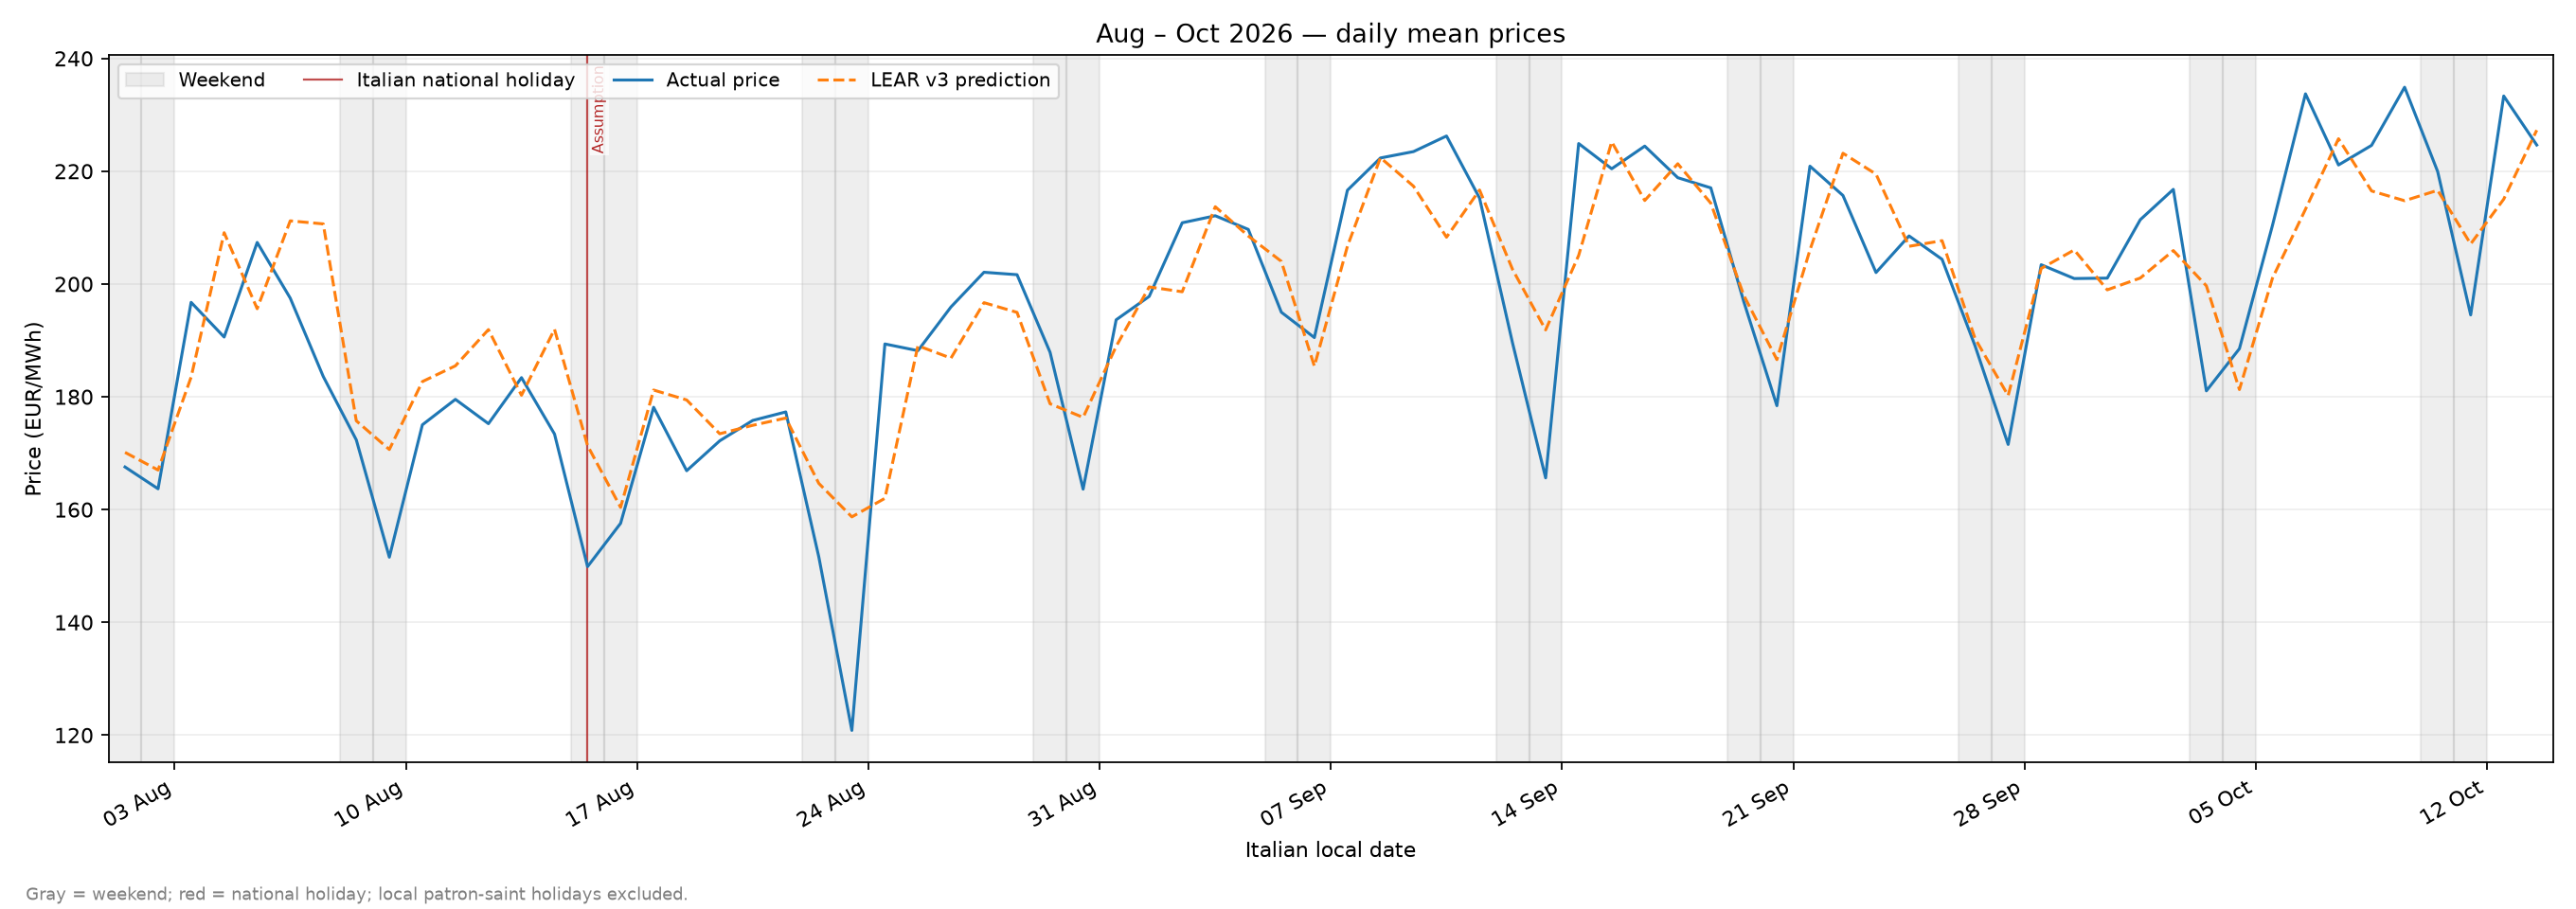 Aug – Oct 2026 — daily mean prices
Weekend
Italian national holiday
Actual price
LEAR v3 prediction
Assumption
Price (EUR/MWh)
240
220
200
180
160
140
120
03 Aug
10 Aug
17 Aug
24 Aug
31 Aug
07 Sep
14 Sep
21 Sep
28 Sep
05 Oct
12 Oct
Italian local date
Gray = weekend; red = national holiday; local patron-saint holidays excluded.